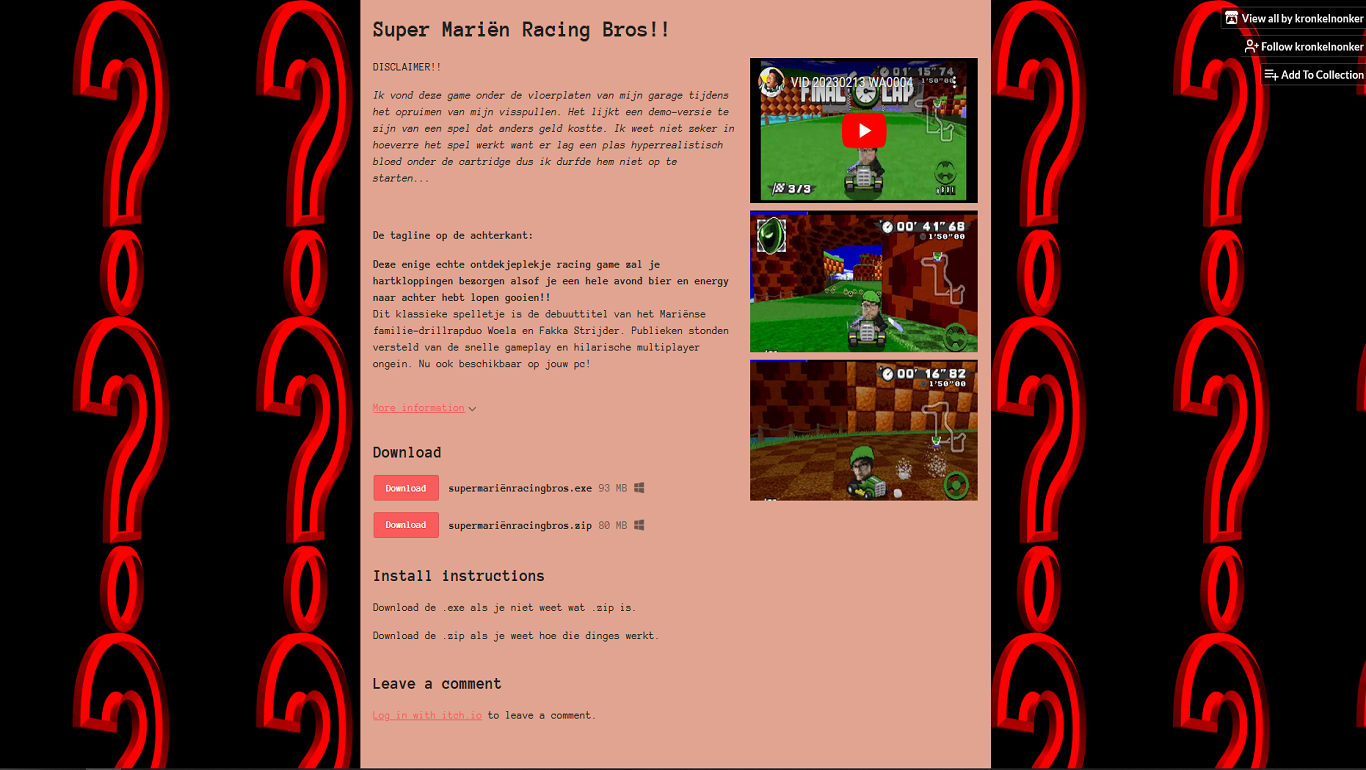 Super Mariën Racing Bros!!
View all by kronkelnonker
Follow kronkelnonker
Add To Collection
DISCLAIMER!!
Ik vond deze game onder de vloerplaten van mijn garage tijdens
het opruimen van mijn visspullen. Het lijkt een demo-versie te
zijn van een spel dat anders geld kostte. Ik weet niet zeker in
hoeverre het spel werkt want er lag een plas hyperrealistisch
bloed onder de cartridge dus ik durfde hem niet op te
starten...
De tagline op de achterkant:
Deze enige echte ontdekjeplekje racing game zal je
hartkloppingen bezorgen alsof je een hele avond bier en energy
naar achter hebt lopen gooien!!
Dit klassieke spelletje is de debuuttitel van het Mariënse
familie-drillrapduo Woela en Fakka Strijder. Publieken stonden
versteld van de snelle gameplay en hilarische multiplayer
ongein. Nu ook beschikbaar op jouw pc!
More information
Download
Download supermariënracingbros.exe 93 MB
Download supermariënracingbros.zip 80 MB
Install instructions
Download de .exe als je niet weet wat .zip is.
Download de .zip als je weet hoe die dinges werkt.
Leave a comment
Log in with itch.io to leave a comment.
VID 20230213 WA0004
01' 15"74
1'50"00
FINAL LAP
3/3
00' 41"68
1'50"00
00' 16"82
1'50"00